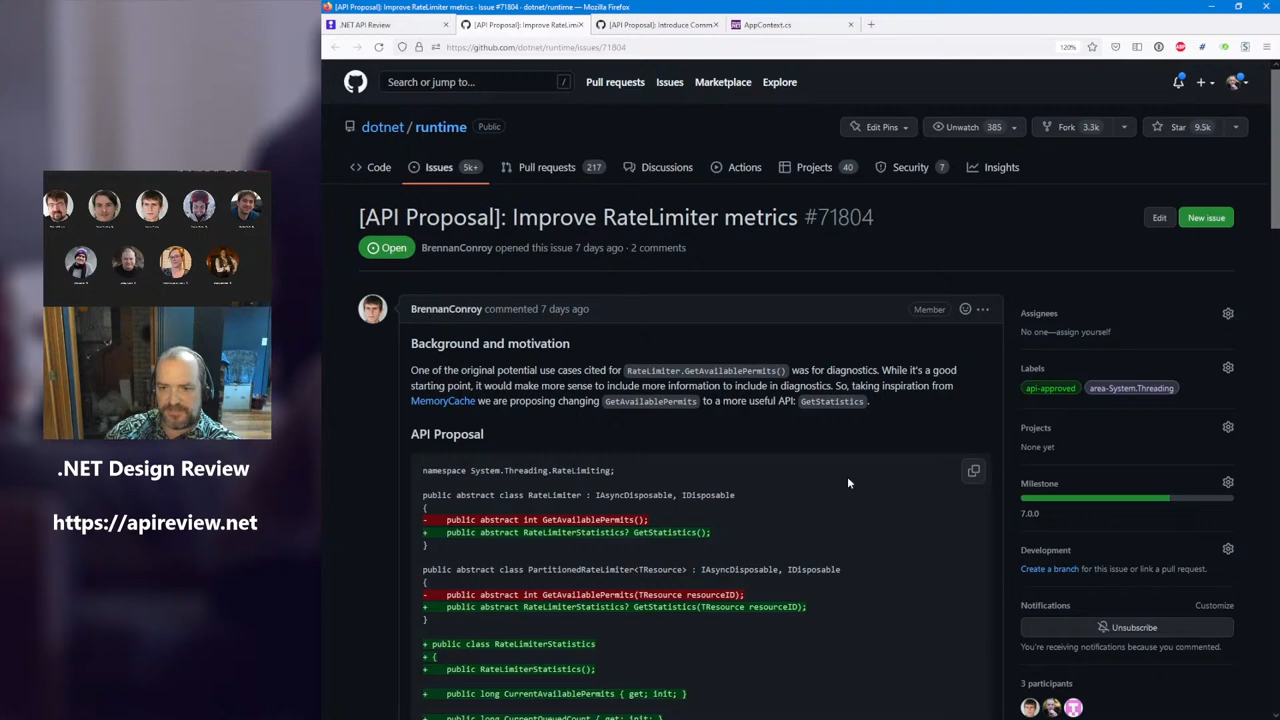 [API Proposal]: Improve RateLimiter metrics · Issue #71804 · dotnet/runtime — Mozilla Firefox
.NET API Review
[API Proposal]: Improve RateLimi
[API Proposal]: Introduce Comm
AppContext.cs
https://github.com/dotnet/runtime/issues/71804
120%
Search or jump to...
/
Pull requests
Issues
Marketplace
Explore
dotnet / runtime
Public
Edit Pins
Unwatch 385
Fork 3.3k
Star 9.5k
Code
Issues 5k+
Pull requests 217
Discussions
Actions
Projects 40
Security 7
Insights
[API Proposal]: Improve RateLimiter metrics #71804
Edit
New issue
Open
BrennanConroy opened this issue 7 days ago · 2 comments
BrennanConroy commented 7 days ago
Member
Background and motivation
One of the original potential use cases cited for RateLimiter.GetAvailablePermits() was for diagnostics. While it's a good
starting point, it would make more sense to include more information to include in diagnostics. So, taking inspiration from
MemoryCache we are proposing changing GetAvailablePermits to a more useful API: GetStatistics.
API Proposal
namespace System.Threading.RateLimiting;
public abstract class RateLimiter : IAsyncDisposable, IDisposable
{
- public abstract int GetAvailablePermits();
+ public abstract RateLimiterStatistics? GetStatistics();
}
public abstract class PartitionedRateLimiter<TResource> : IAsyncDisposable, IDisposable
{
- public abstract int GetAvailablePermits(TResource resourceID);
+ public abstract RateLimiterStatistics? GetStatistics(TResource resourceID);
}
+ public class RateLimiterStatistics
+ {
+ public RateLimiterStatistics();
+ public long CurrentAvailablePermits { get; init; }
+ public long CurrentQueuedCount { get; init; }
Assignees
No one—assign yourself
Labels
api-approved
area-System.Threading
Projects
None yet
Milestone
7.0.0
Development
Create a branch for this issue or link a pull request.
Notifications
Customize
Unsubscribe
You're receiving notifications because you commented.
3 participants
.NET Design Review
https://apireview.net